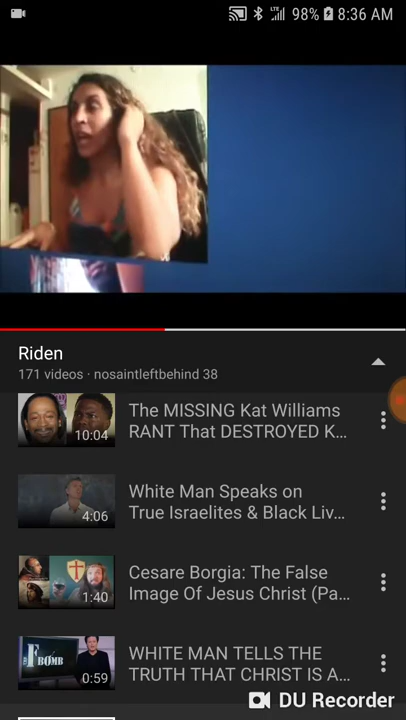 98% 8:36 AM
LTE
Riden
171 videos · nosaintleftbehind 38
The MISSING Kat Williams
RANT That DESTROYED K...
10:04
White Man Speaks on
True Israelites & Black Liv...
4:06
Cesare Borgia: The False
Image Of Jesus Christ (Pa...
1:40
WHITE MAN TELLS THE
TRUTH THAT CHRIST IS A...
F BOMB
0:59
DU Recorder